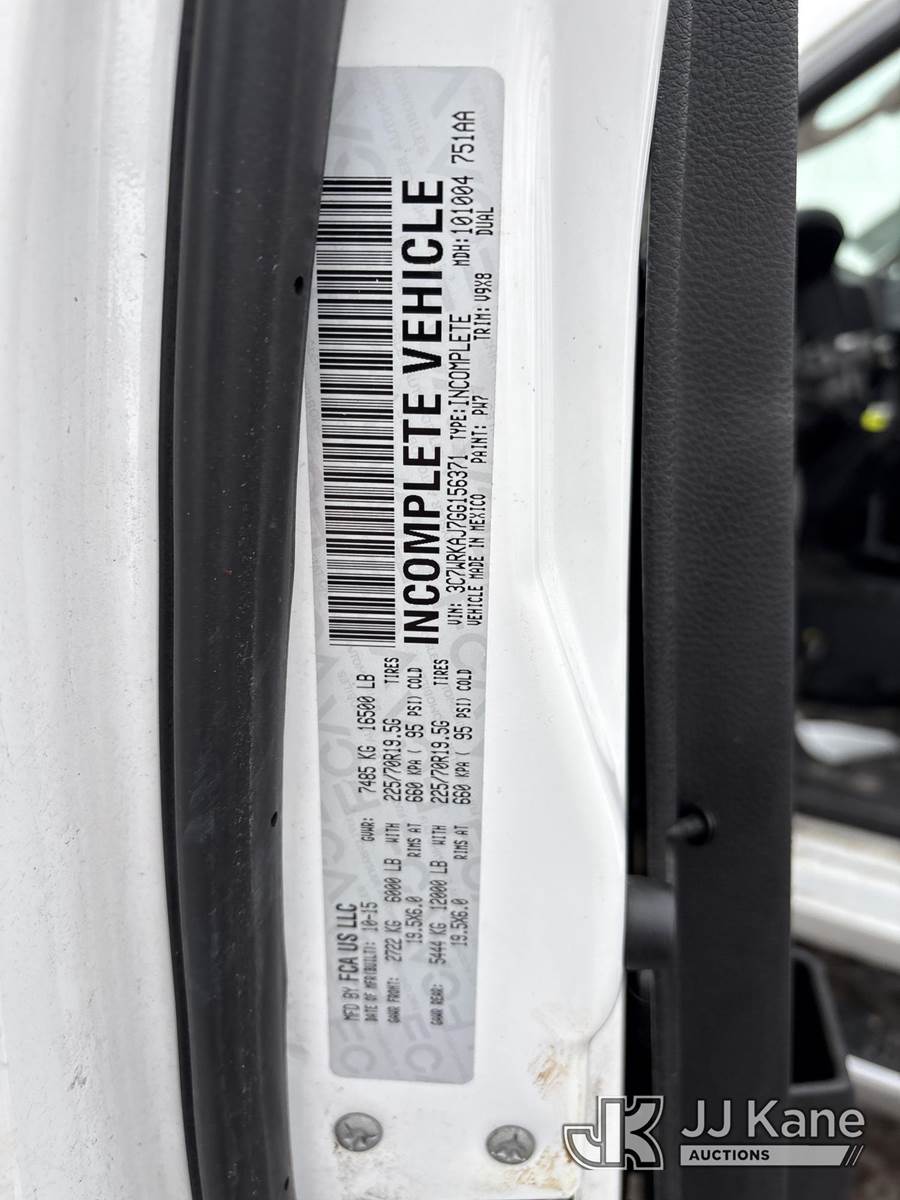 MFD BY FCA US LLC
DATE OF MFR(BUILT): 10-15 GVWR: 7485 KG 16500 LB
GAWR FRONT: 2722 KG 6000 LB WITH 225/70R19.5G TIRES
19.5X6.0 RIMS AT 660 KPA ( 95 PSI) COLD
GAWR REAR: 5444 KG 12000 LB WITH 225/70R19.5G TIRES
19.5X6.0 RIMS AT 660 KPA ( 95 PSI) COLD
INCOMPLETE VEHICLE
VIN: 3C7WRKAJ7GG156371 TYPE: INCOMPLETE MDH: 101004 751AA
VEHICLE MADE IN MEXICO PAINT: PW7 TRIM: V9X8 DUAL
JK JJ Kane
AUCTIONS